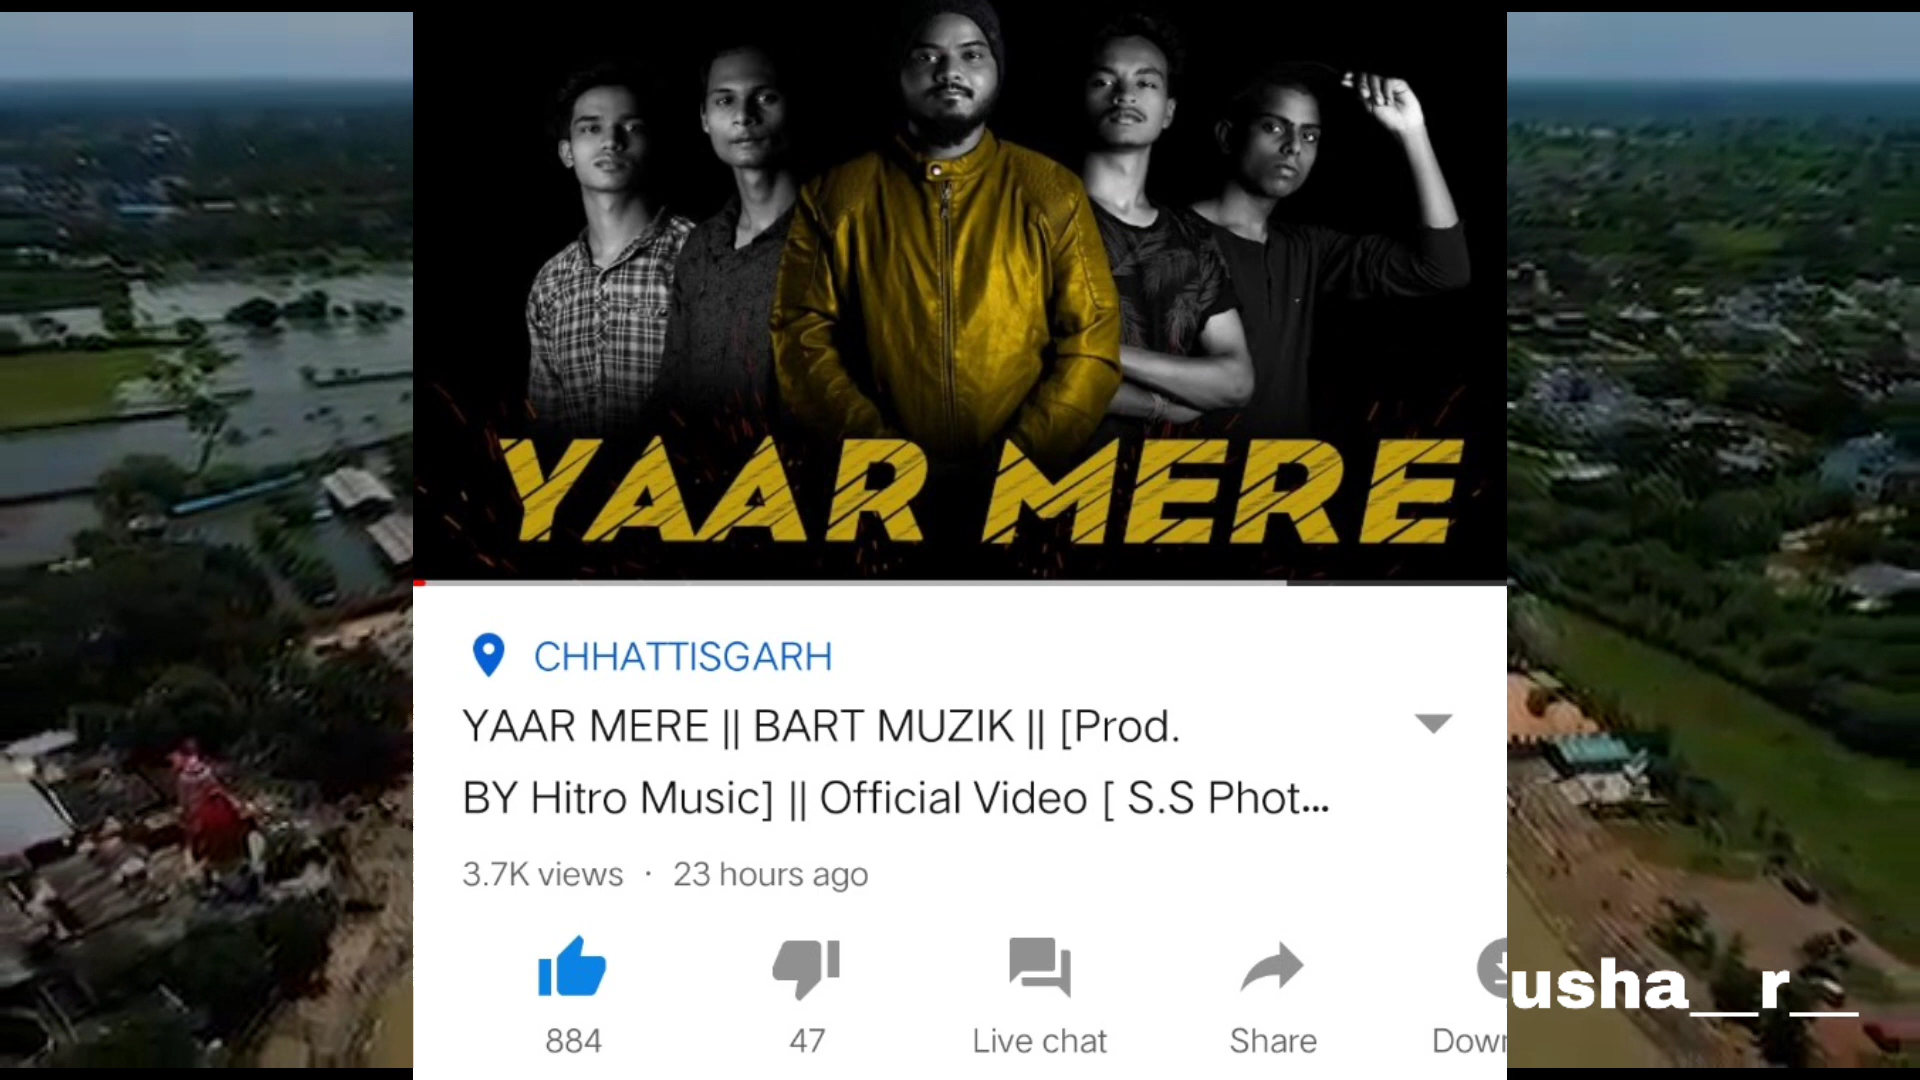 YAAR MERE
CHHATTISGARH
YAAR MERE || BART MUZIK || [Prod.
BY Hitro Music] || Official Video [ S.S Phot...
3.7K views · 23 hours ago
884
47
Live chat
Share
Down
usha__r__